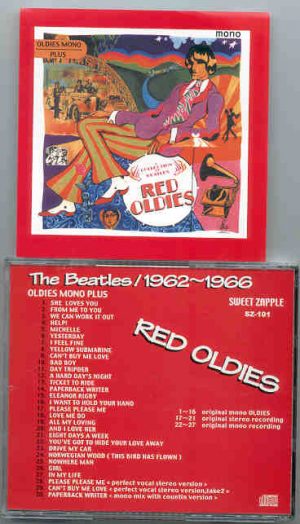 mono
OLDIES MONO
PLUS
A COLLECTION OF BEATLES
RED OLDIES
The Beatles/1962~1966
OLDIES MONO PLUS
SWEET ZAPPLE
SZ-101
RED OLDIES
1. SHE LOVES YOU
2. FROM ME TO YOU
3. WE CAN WORK IT OUT
4. HELP!
5. MICHELLE
6. YESTERDAY
7. I FEEL FINE
8. YELLOW SUBMARINE
9. CAN'T BUY ME LOVE
10. BAD BOY
11. DAY TRIPPER
12. A HARD DAY'S NIGHT
13. TICKET TO RIDE
14. PAPERBACK WRITER
15. ELEANOR RIGBY
16. I WANT TO HOLD YOUR HAND
17. PLEASE PLEASE ME
18. LOVE ME DO
19. ALL MY LOVING
20. AND I LOVE HER
21. EIGHT DAYS A WEEK
22. YOU'VE GOT TO HIDE YOUR LOVE AWAY
23. DRIVE MY CAR
24. NORWEGIAN WOOD ( THIS BIRD HAS FLOWN )
25. NOWHERE MAN
26. GIRL
27. IN MY LIFE
28. PLEASE PLEASE ME < perfect vocal stereo version >
29. CAN'T BUY ME LOVE < perfect vocal stereo version,take2 >
30. PAPERBACK WRITER < mono mix with countin version >
1~16 original mono OLDIES
17~21 original stereo recording
22~27 original mono recording